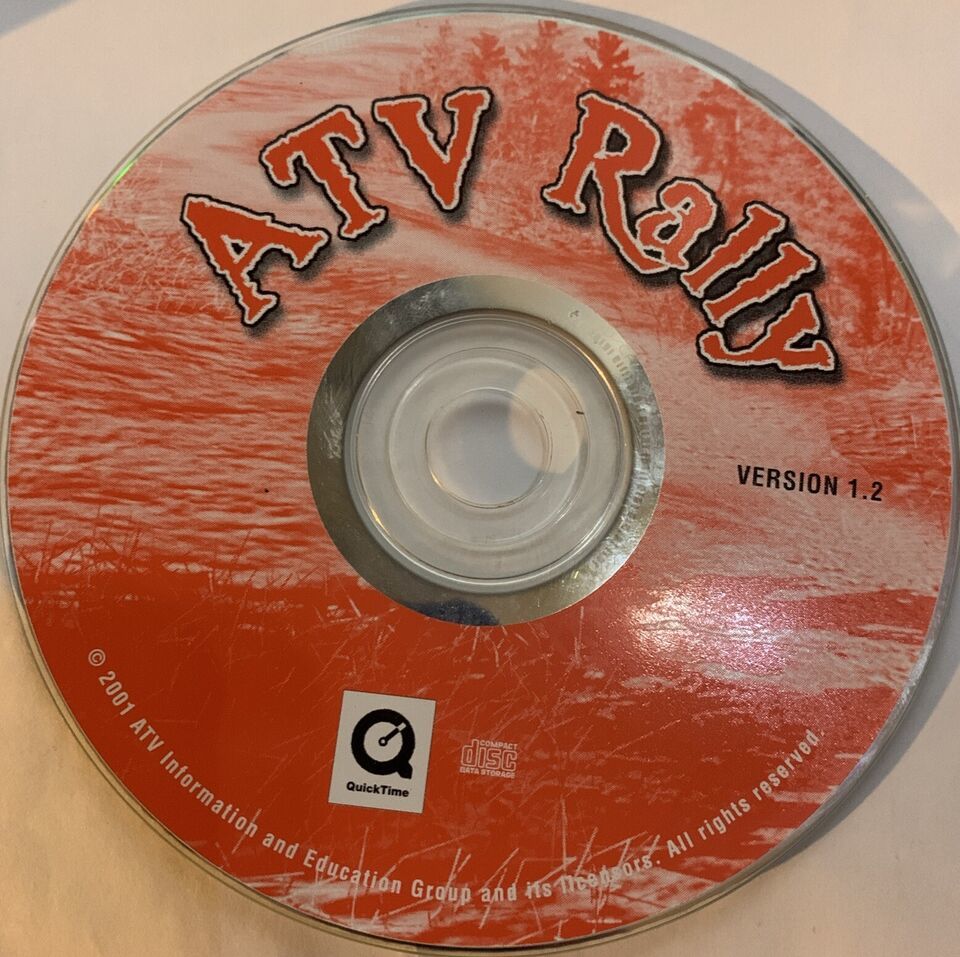 ATV Rally
VERSION 1.2
QuickTime
COMPACT
disc
DATA STORAGE
© 2001 ATV Information and Education Group and its licensors. All rights reserved.